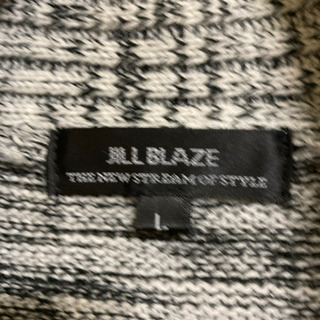 JILL BLAZE
THE NEW STREAM OF STYLE
L